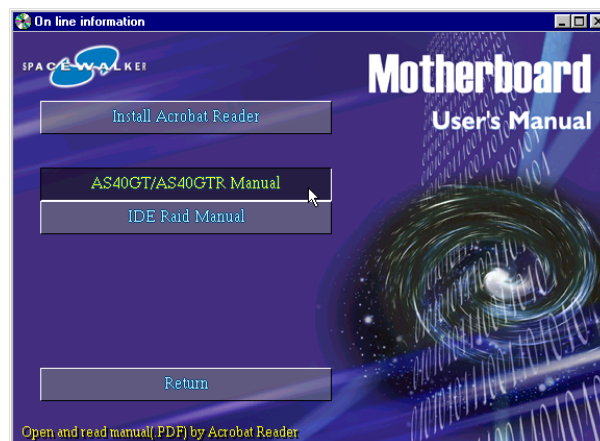 On line information
SPACEWALKER
Motherboard
User's Manual
Install Acrobat Reader
AS40GT/AS40GTR Manual
IDE Raid Manual
Return
Open and read manual(.PDF) by Acrobat Reader